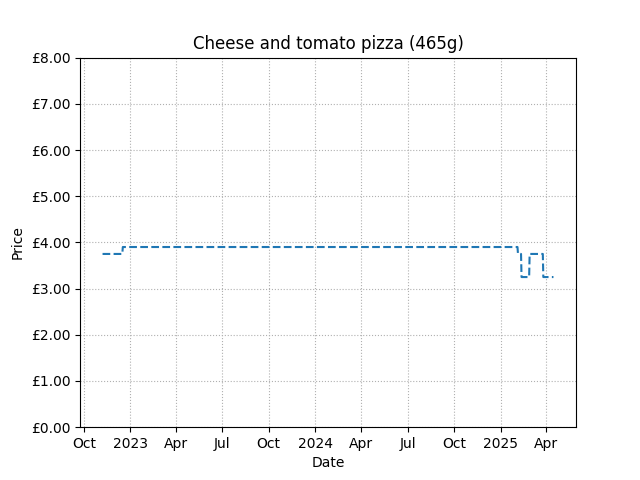 Cheese and tomato pizza (465g)
£8.00
£7.00
£6.00
£5.00
£4.00
£3.00
£2.00
£1.00
£0.00
Price
Oct 2023 Apr Jul Oct 2024 Apr Jul Oct 2025 Apr
Date